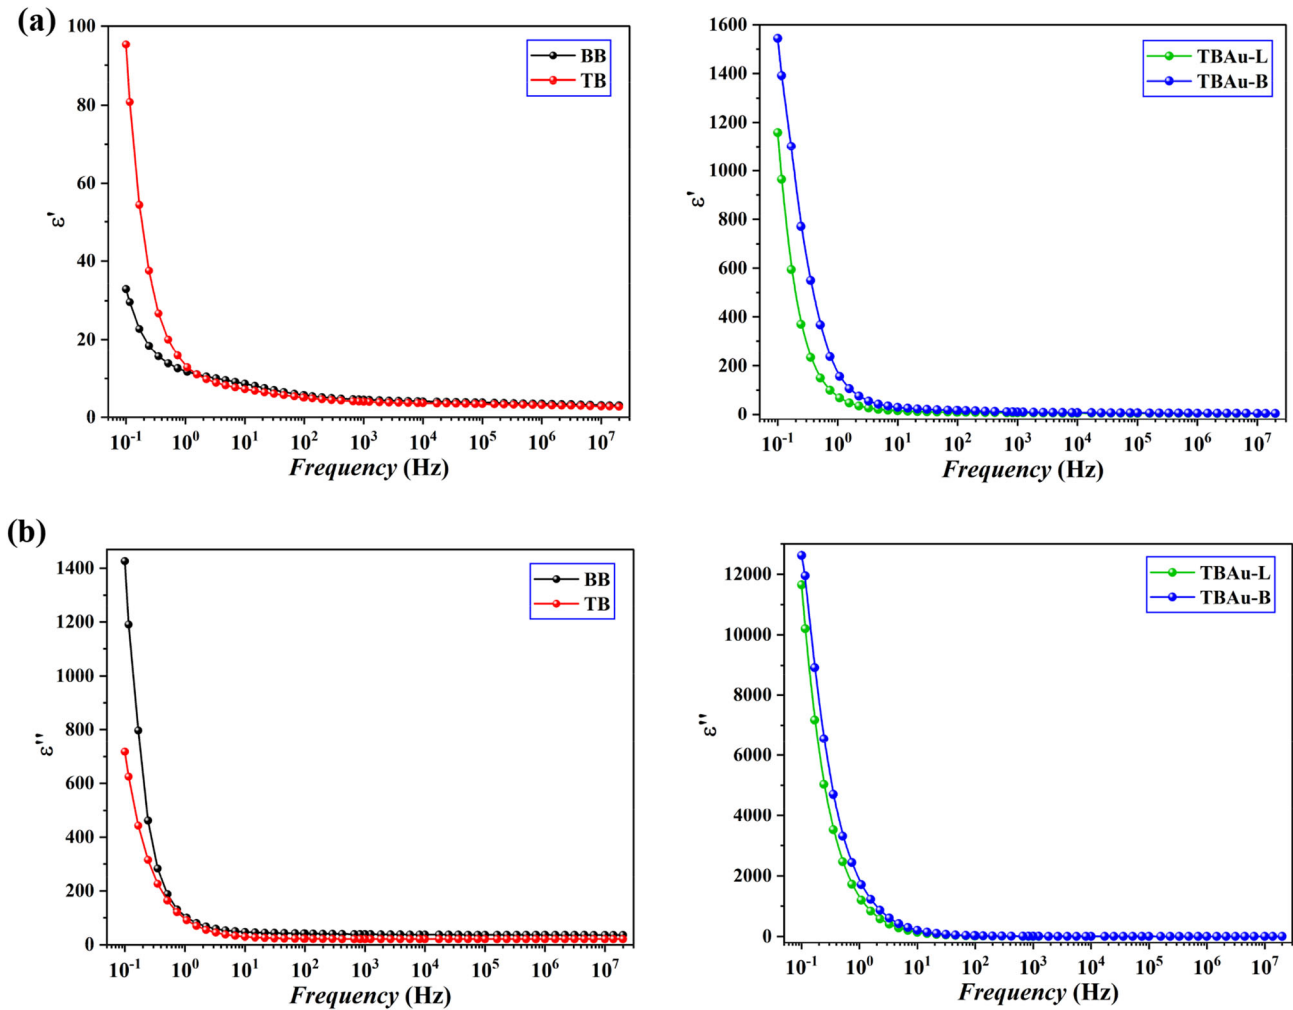 (a)
100
80
60
40
20
0
ε'
BB
TB
10⁻¹ 10⁰ 10¹ 10² 10³ 10⁴ 10⁵ 10⁶ 10⁷
Frequency (Hz)
1600
1400
1200
1000
800
600
400
200
0
ε'
TBAu-L
TBAu-B
10⁻¹ 10⁰ 10¹ 10² 10³ 10⁴ 10⁵ 10⁶ 10⁷
Frequency (Hz)
(b)
1400
1200
1000
800
600
400
200
0
ε''
BB
TB
10⁻¹ 10⁰ 10¹ 10² 10³ 10⁴ 10⁵ 10⁶ 10⁷
Frequency (Hz)
12000
10000
8000
6000
4000
2000
0
ε''
TBAu-L
TBAu-B
10⁻¹ 10⁰ 10¹ 10² 10³ 10⁴ 10⁵ 10⁶ 10⁷
Frequency (Hz)